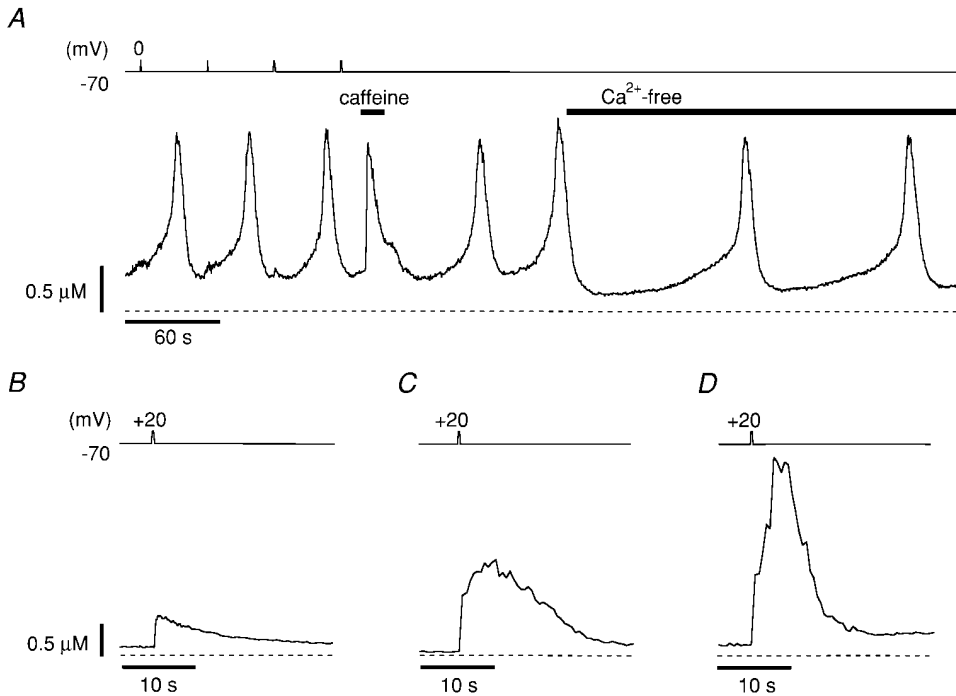 A
(mV) 0
-70
caffeine Ca²⁺-free
0.5 µM
60 s
B C D
(mV) +20 +20 +20
-70
0.5 µM
10 s 10 s 10 s